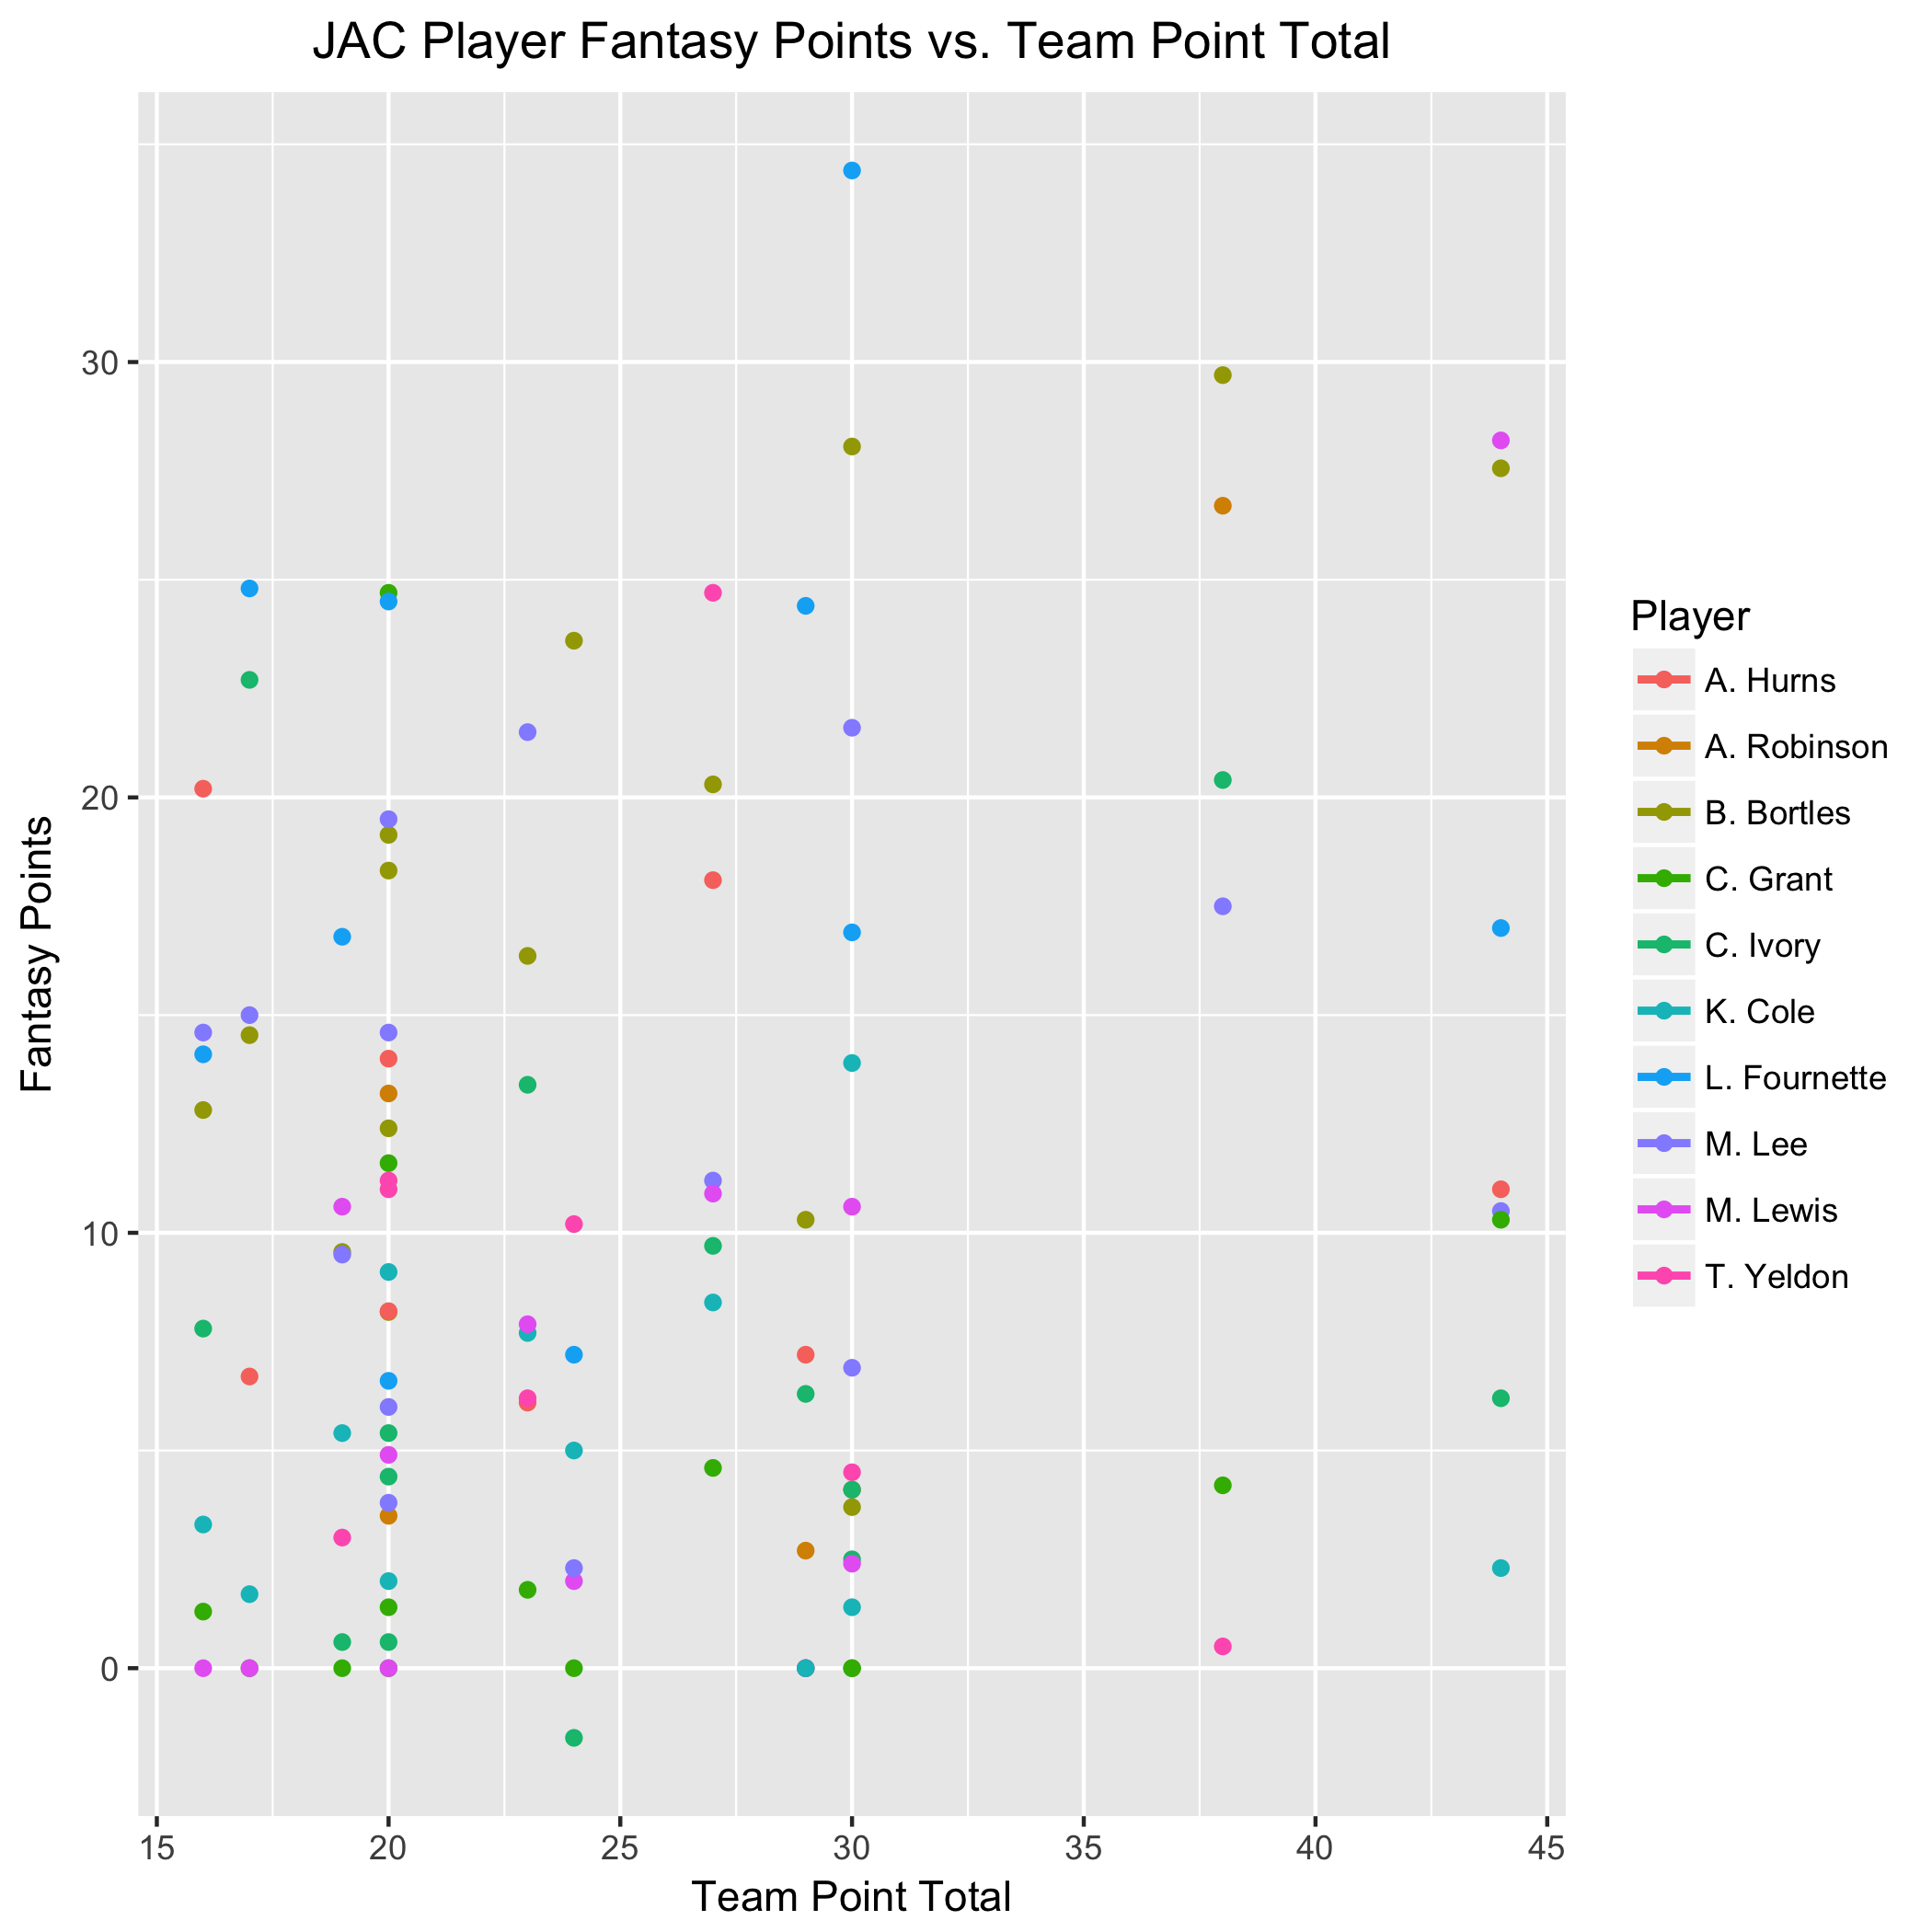 JAC Player Fantasy Points vs. Team Point Total
30
20
10
0
Fantasy Points
15 20 25 30 35 40 45
Team Point Total
Player
A. Hurns
A. Robinson
B. Bortles
C. Grant
C. Ivory
K. Cole
L. Fournette
M. Lee
M. Lewis
T. Yeldon